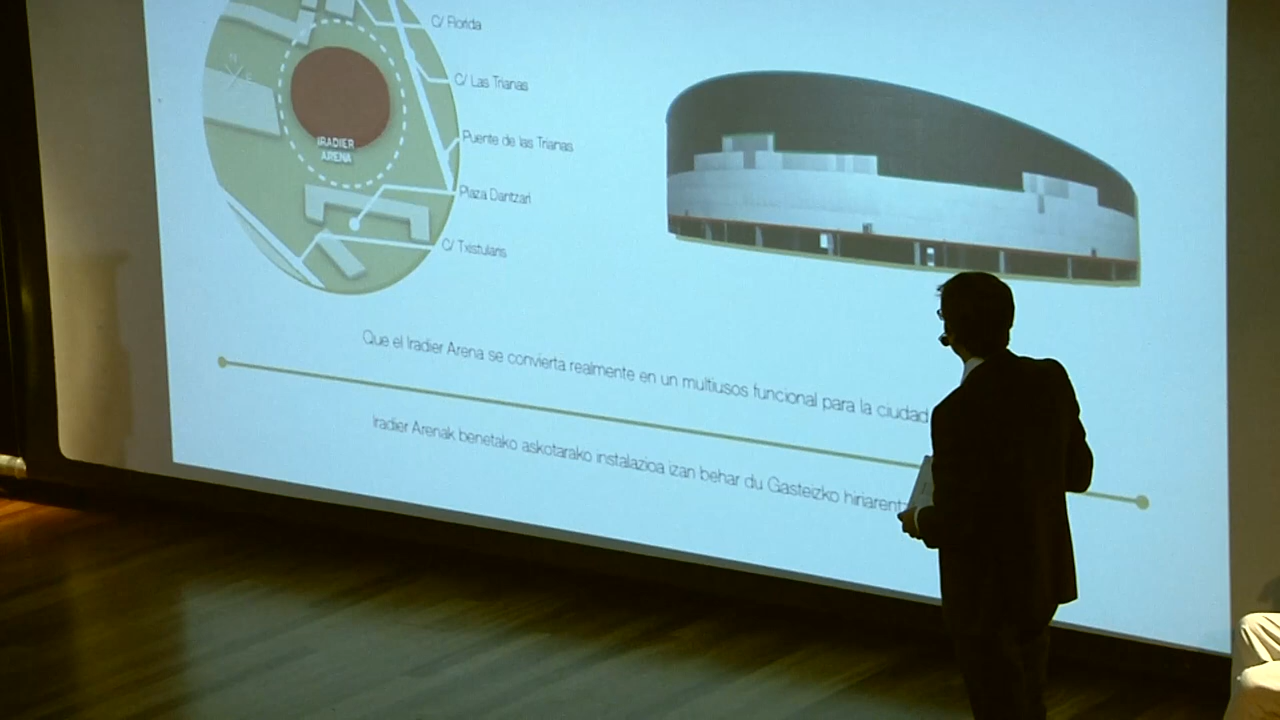 C/ Florida
C/ Las Trianas
IRADIER
ARENA
Puente de las Trianas
Plaza Dantzari
C/ Txistularis
Que el Iradier Arena se convierta realmente en un multiusos funcional para la ciudad
Iradier Arenak benetako askotarako instalazioa izan behar du Gasteizko hiriarent